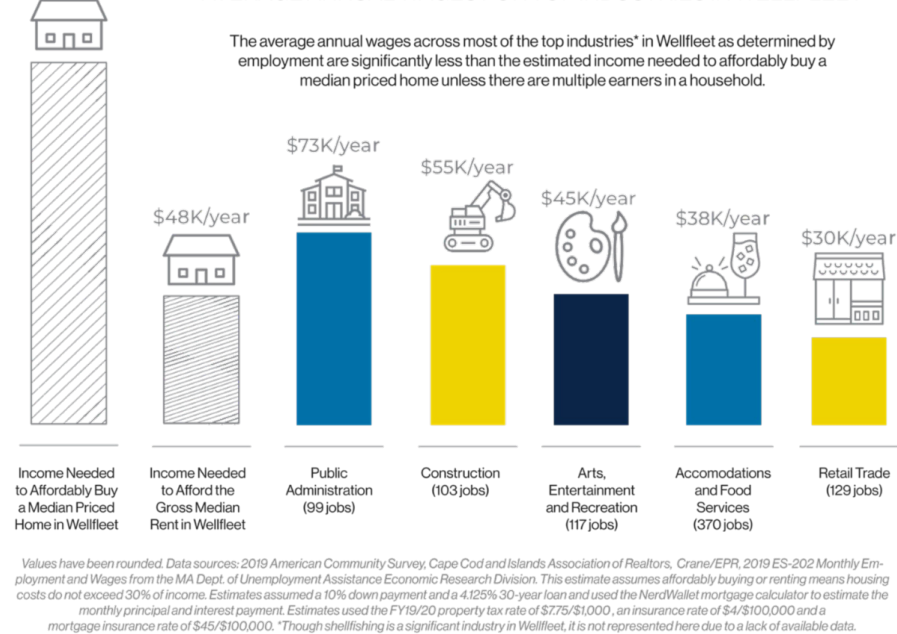 The average annual wages across most of the top industries* in Wellfleet as determined by
employment are significantly less than the estimated income needed to affordably buy a
median priced home unless there are multiple earners in a household.
$73K/year
$55K/year
$45K/year
$48K/year
$38K/year
$30K/year
Income Needed
to Affordably Buy
a Median Priced
Home in Wellfleet
Income Needed
to Afford the
Gross Median
Rent in Wellfleet
Public
Administration
(99 jobs)
Construction
(103 jobs)
Arts,
Entertainment
and Recreation
(117 jobs)
Accomodations
and Food
Services
(370 jobs)
Retail Trade
(129 jobs)
Values have been rounded. Data sources: 2019 American Community Survey, Cape Cod and Islands Association of Realtors, Crane/EPR, 2019 ES-202 Monthly Em-
ployment and Wages from the MA Dept. of Unemployment Assistance Economic Research Division. This estimate assumes affordably buying or renting means housing
costs do not exceed 30% of income. Estimates assumed a 10% down payment and a 4.125% 30-year loan and used the NerdWallet mortgage calculator to estimate the
monthly principal and interest payment. Estimates used the FY19/20 property tax rate of $7.75/$1,000 , an insurance rate of $4/$100,000 and a
mortgage insurance rate of $45/$100,000. *Though shellfishing is a significant industry in Wellfleet, it is not represented here due to a lack of available data.